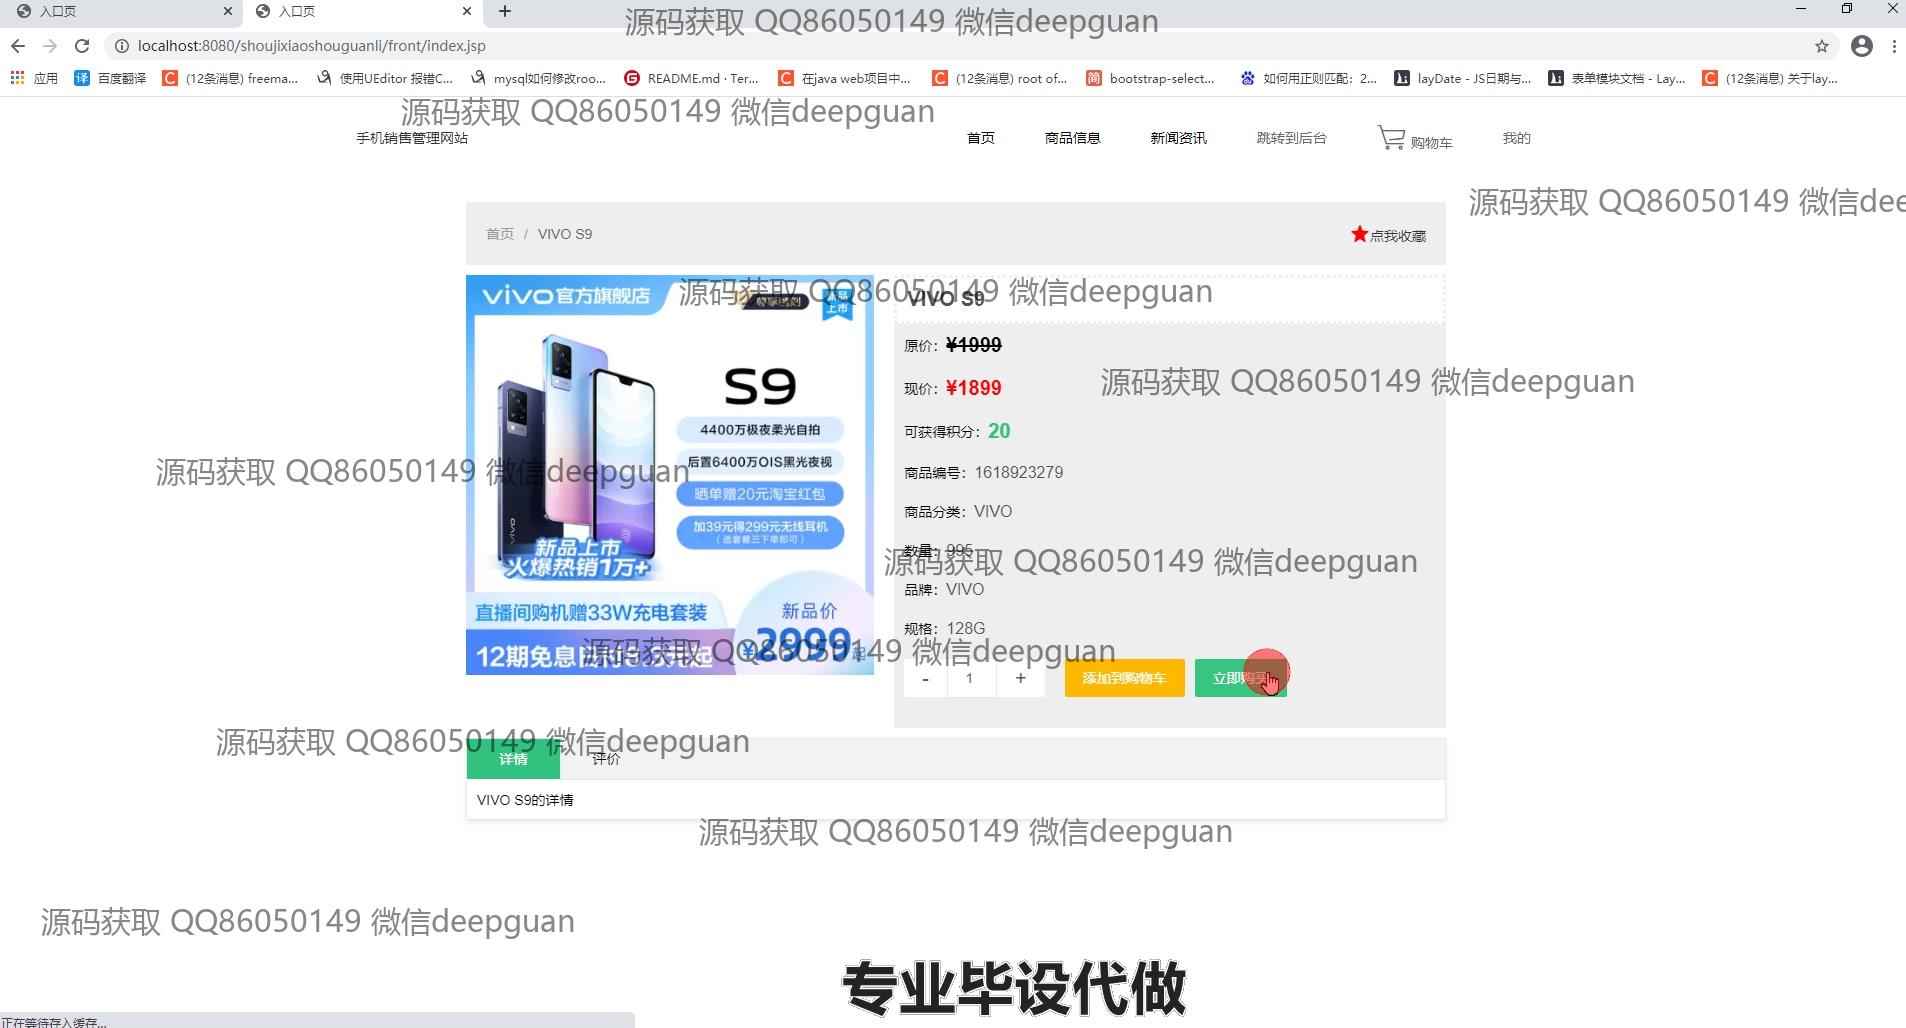 入口页
入口页
源码获取 QQ86050149 微信deepguan
localhost:8080/shoujixiaoshouguanli/front/index.jsp
应用 百度翻译 (12条消息) freema... 使用UEditor 报错C... mysql如何修改roo... README.md · Ter... 在java web项目中... (12条消息) root of... bootstrap-select... 如何用正则匹配：2... layDate - JS日期与... 表单模块文档 - Lay... (12条消息) 关于lay...
源码获取 QQ86050149 微信deepguan
手机销售管理网站 首页 商品信息 新闻资讯 跳转到后台 购物车 我的
源码获取 QQ86050149 微信dee
首页 / VIVO S9 点我收藏
vivo官方旗舰店
新品上市
源码获取 QQ86050149 微信deepguan
VIVO S9
原价：¥1999
现价：¥1899
源码获取 QQ86050149 微信deepguan
可获得积分：20
商品编号：1618923279
商品分类：VIVO
数量：995
源码获取 QQ86050149 微信deepguan
品牌：VIVO
规格：128G
S9
4400万极夜柔光自拍
后置6400万OIS黑光夜视
源码获取 QQ86050149 微信deepguan
晒单赠20元淘宝红包
加39元得299元无线耳机
（选套餐三下单即可）
vivo
新品上市
火爆热销1万+
直播间购机赠33W充电套装
新品价
¥2999起
12期免息
源码获取 QQ86050149 微信deepguan
- 1 + 添加到购物车 立即购买
源码获取 QQ86050149 微信deepguan
详情 评价
VIVO S9的详情
源码获取 QQ86050149 微信deepguan
源码获取 QQ86050149 微信deepguan
专业毕设代做
正在等待存入缓存...